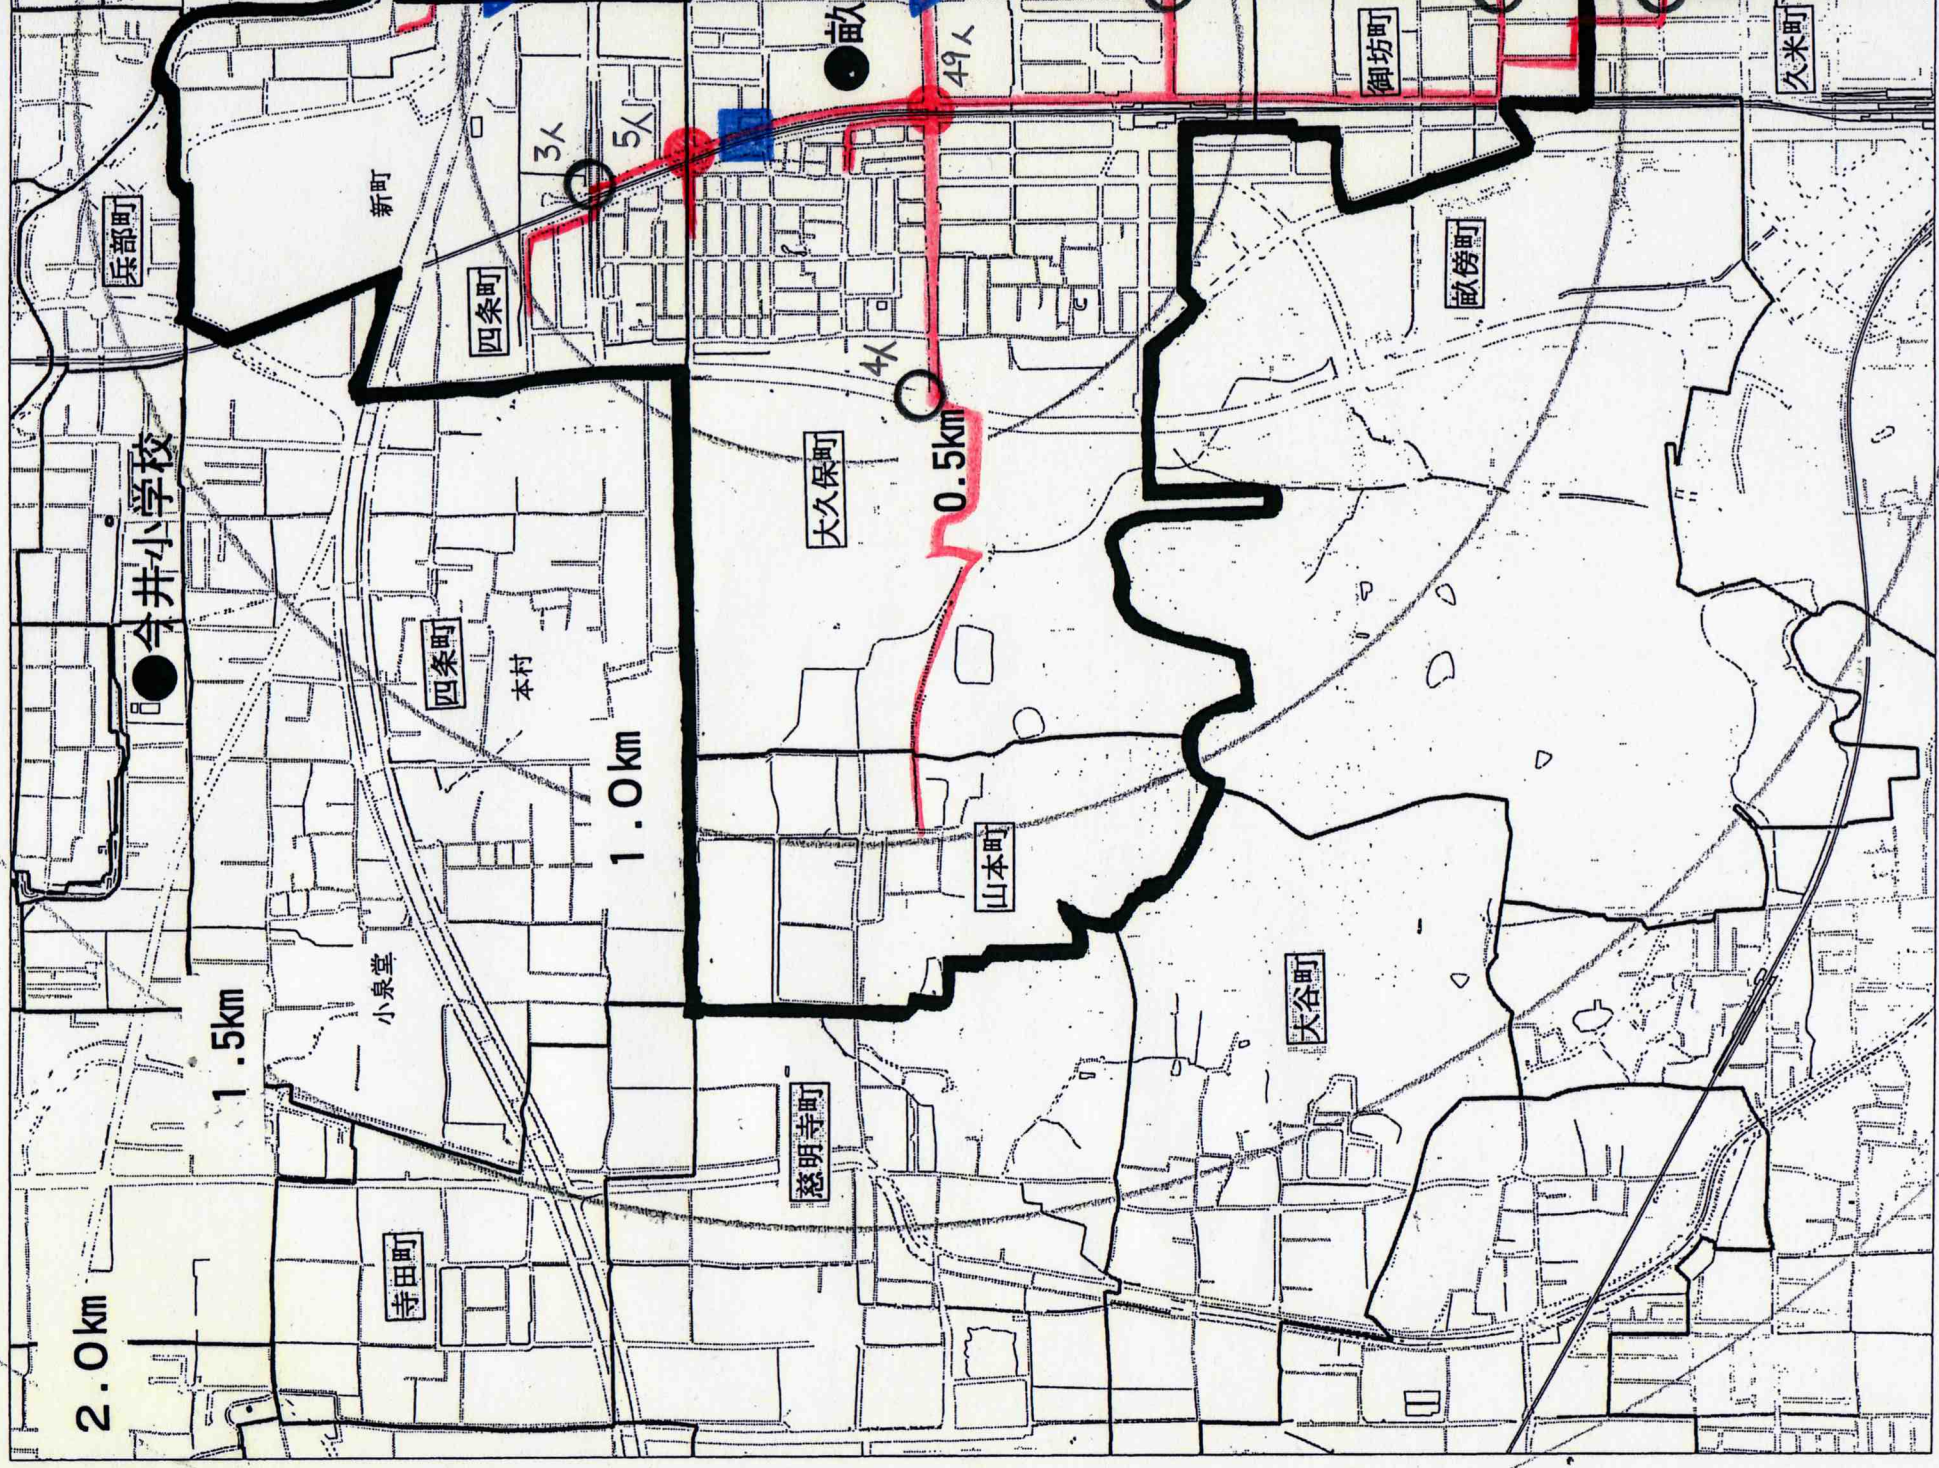 畝
49人
御坊町
久米町
3人
5人
新町
兵部町
四条町
畝傍町
4人
0.5km
大久保町
今井小学校
四条町
本村
1.0km
山本町
小泉堂
大谷町
1.5km
慈明寺町
寺田町
2.0km